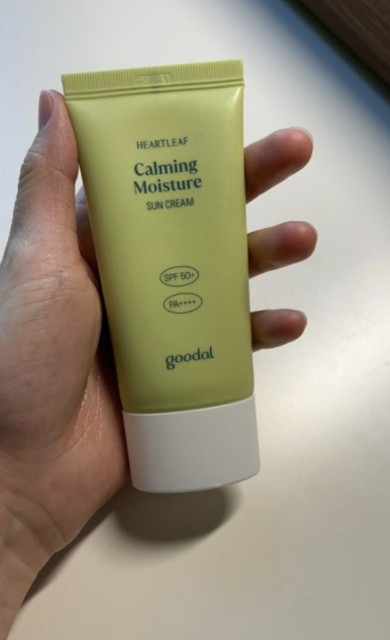 HEARTLEAF
Calming
Moisture
SUN CREAM
SPF 50+
PA++++
goodal